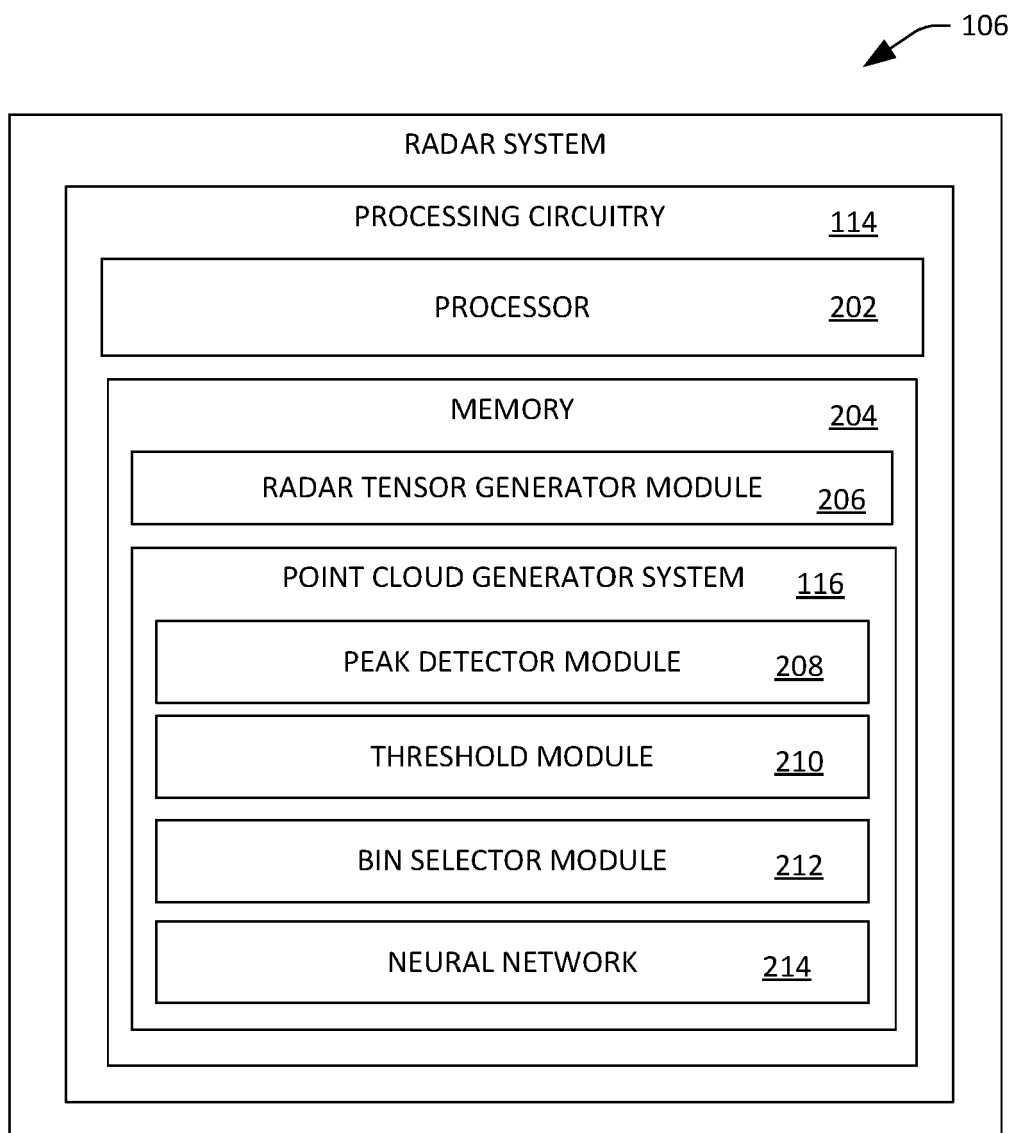 106
RADAR SYSTEM
PROCESSING CIRCUITRY 114
PROCESSOR 202
MEMORY 204
RADAR TENSOR GENERATOR MODULE 206
POINT CLOUD GENERATOR SYSTEM 116
PEAK DETECTOR MODULE 208
THRESHOLD MODULE 210
BIN SELECTOR MODULE 212
NEURAL NETWORK 214